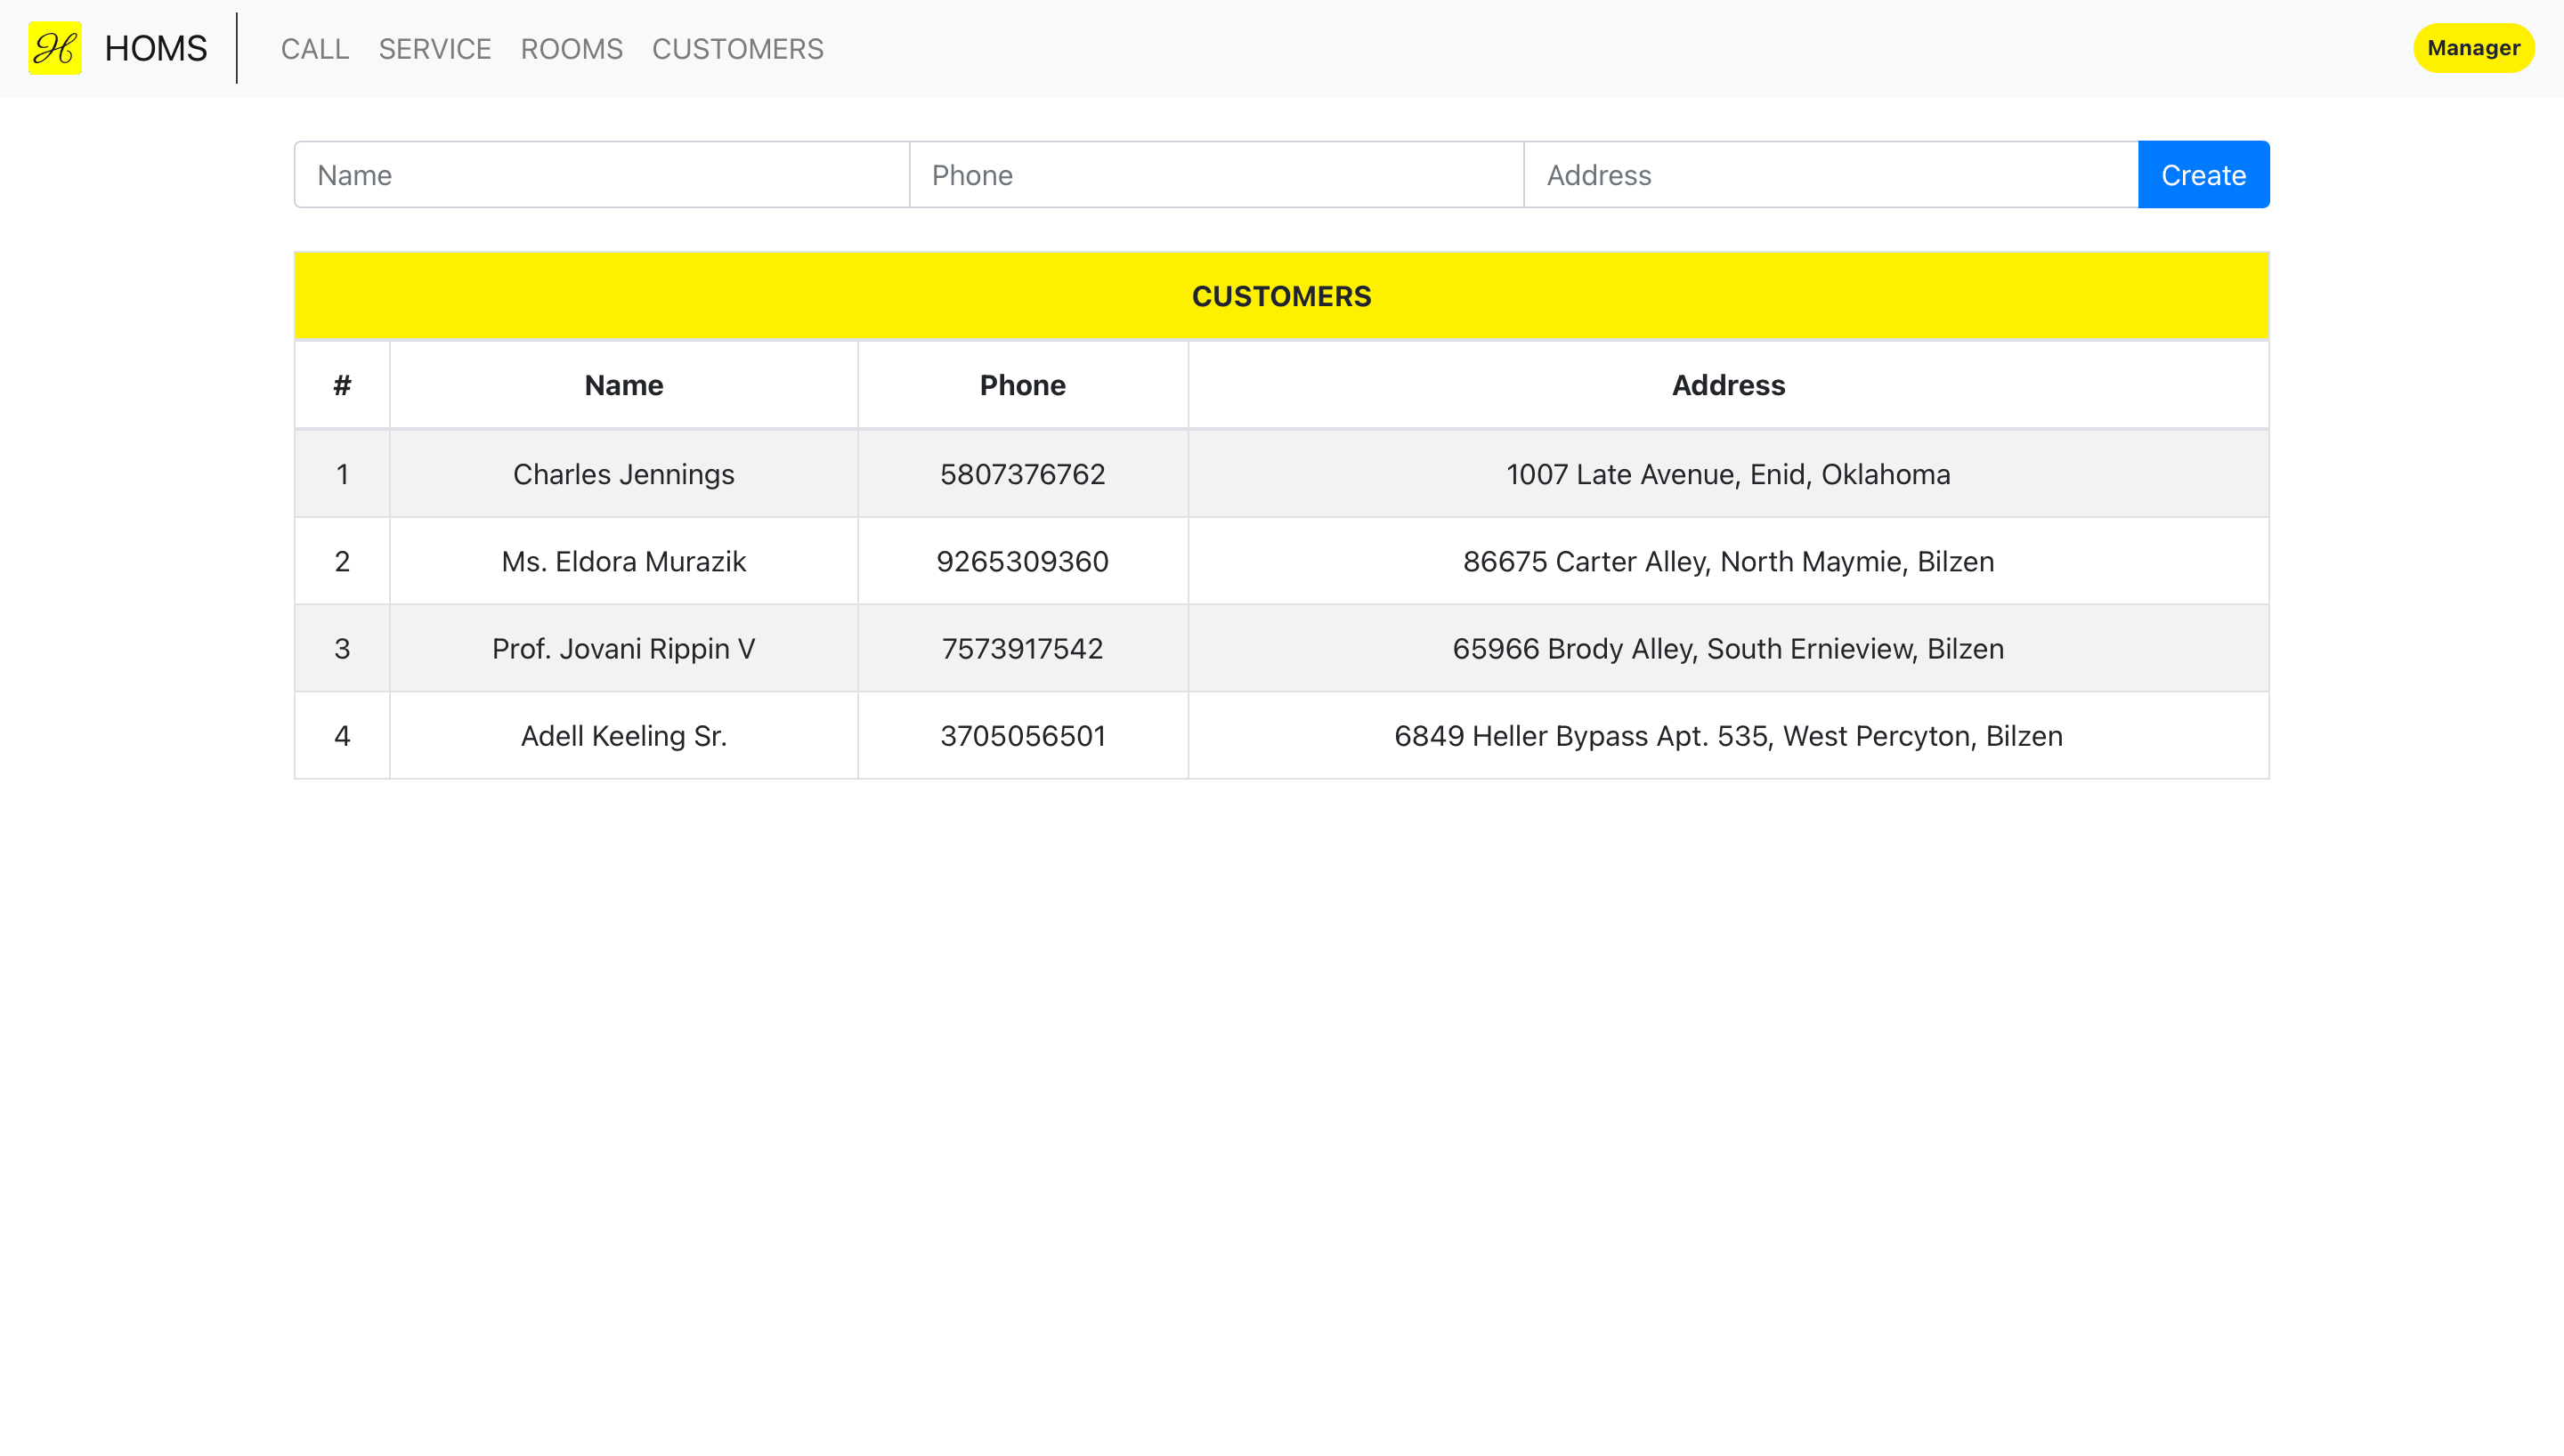 H HOMS CALL SERVICE ROOMS CUSTOMERS Manager
Name Phone Address Create
CUSTOMERS
# Name Phone Address
1 Charles Jennings 5807376762 1007 Late Avenue, Enid, Oklahoma
2 Ms. Eldora Murazik 9265309360 86675 Carter Alley, North Maymie, Bilzen
3 Prof. Jovani Rippin V 7573917542 65966 Brody Alley, South Ernieview, Bilzen
4 Adell Keeling Sr. 3705056501 6849 Heller Bypass Apt. 535, West Percyton, Bilzen